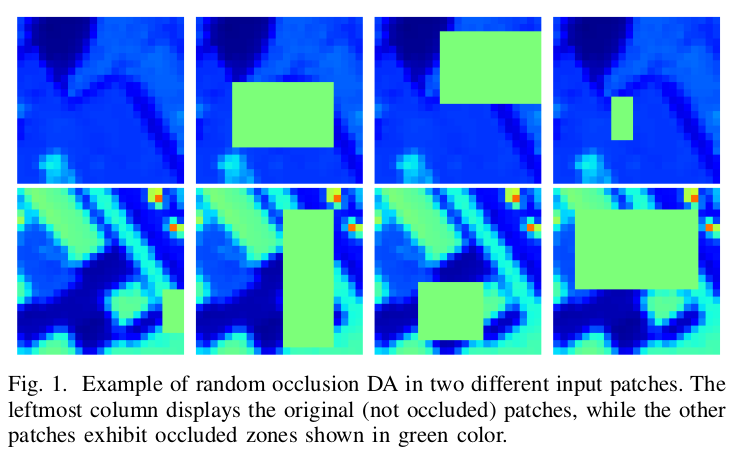 Fig. 1. Example of random occlusion DA in two different input patches. The
leftmost column displays the original (not occluded) patches, while the other
patches exhibit occluded zones shown in green color.